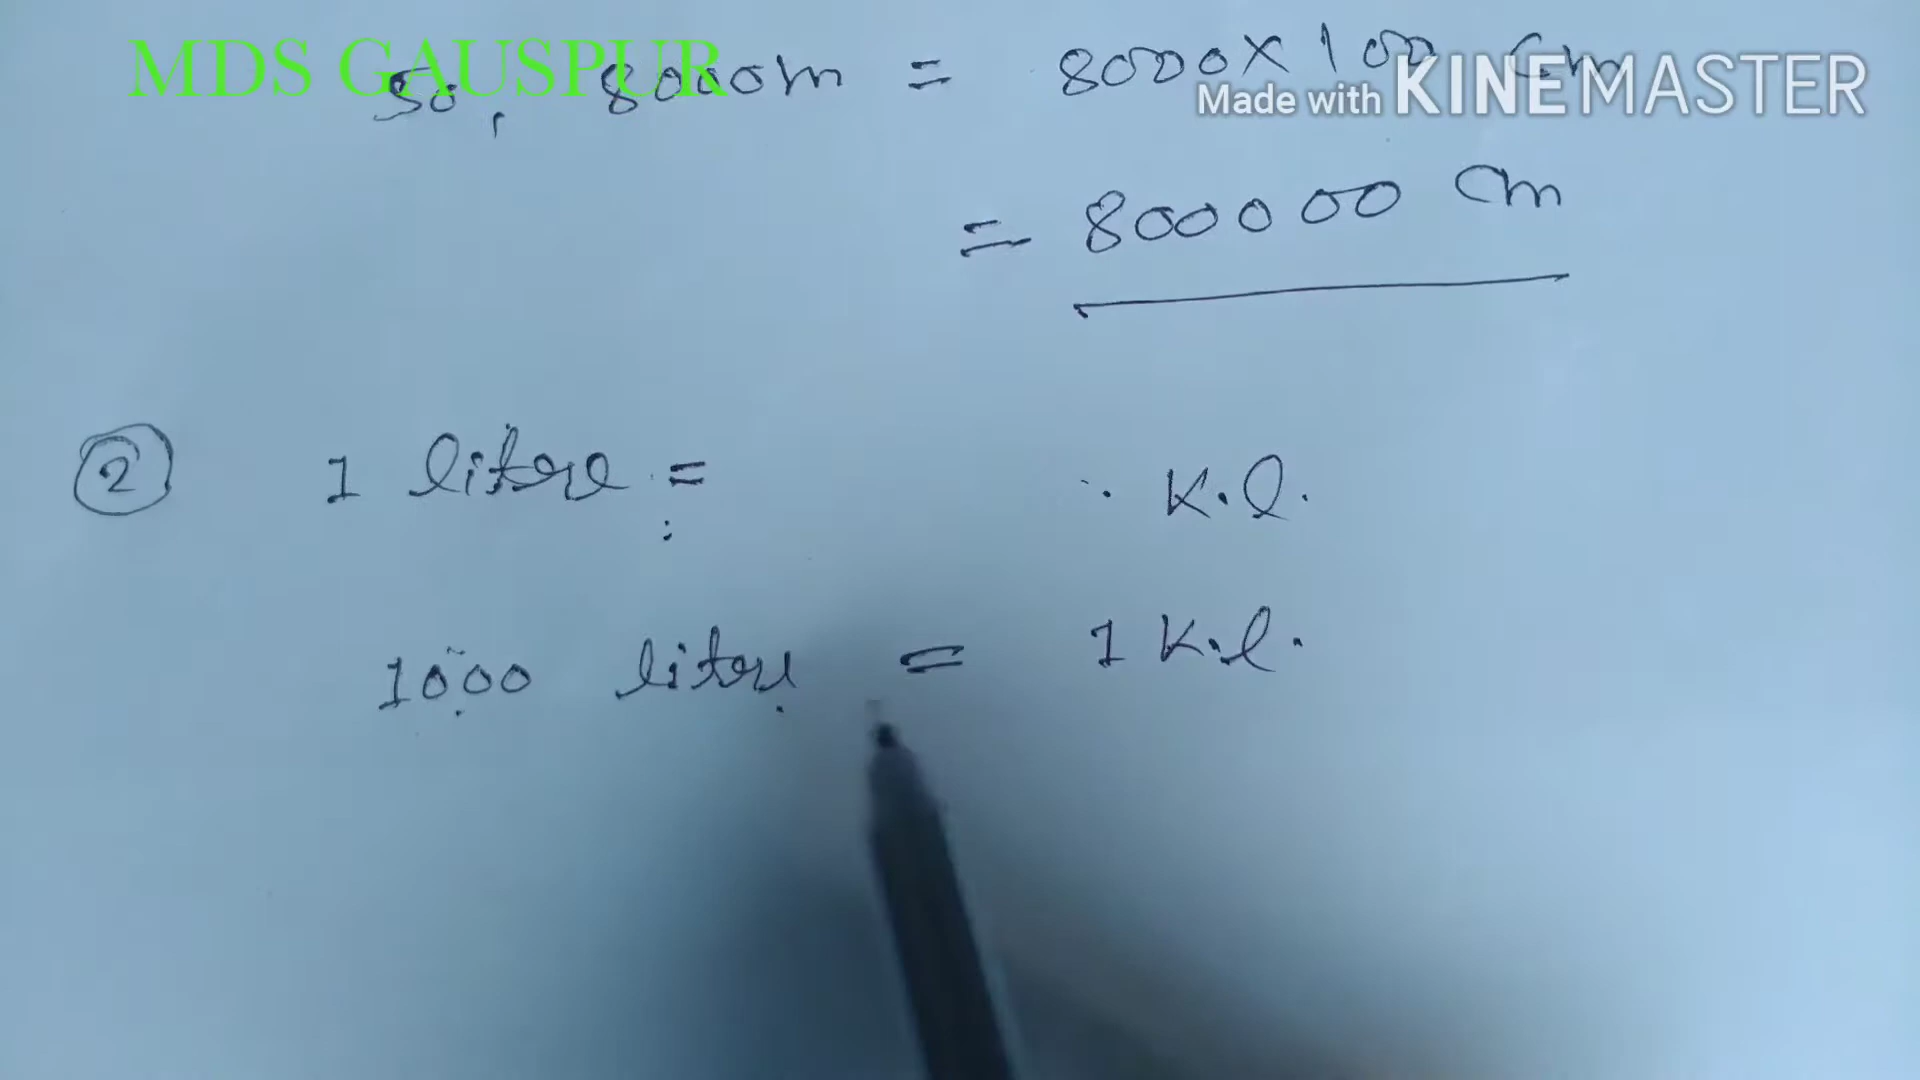 MDS GAUSPUR
Made with KINEMASTER
So, 8000m = 8000 X 100 cm
= 800000 cm
② 1 litre = K.l.
1000 litre = 1 K.l.